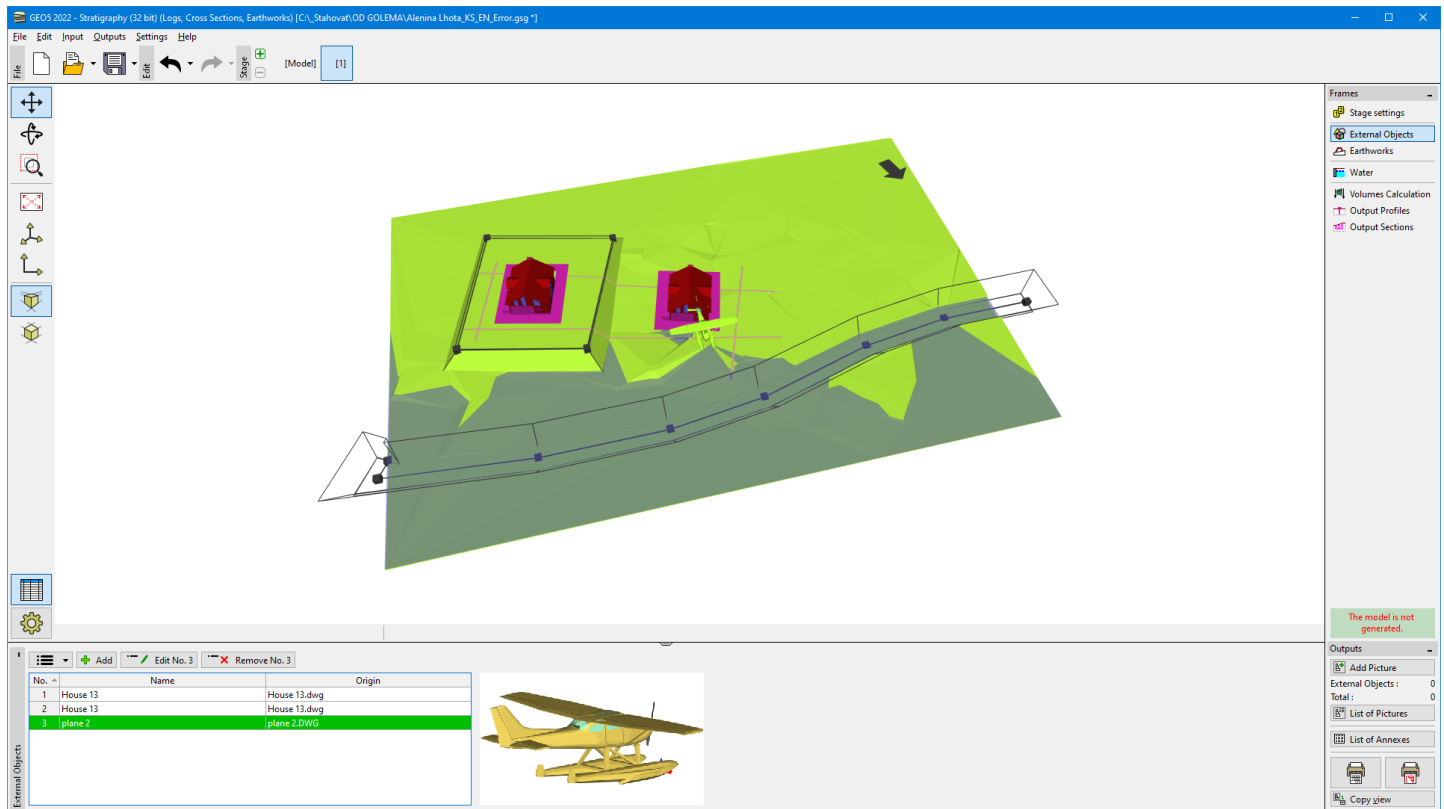 GEO5 2022 - Stratigraphy (32 bit) (Logs, Cross Sections, Earthworks) [C:\_Stahovat\OD GOLEMA\Alenina Lhota_KS_EN_Error.gsg *]
File Edit Input Outputs Settings Help
File
Edit
Stage
[Model]
[1]
Frames
Stage settings
External Objects
Earthworks
Water
Volumes Calculation
Output Profiles
Output Sections
The model is not
generated.
Add
Edit No. 3
Remove No. 3
No. Name Origin
1 House 13 House 13.dwg
2 House 13 House 13.dwg
3 plane 2 plane 2.DWG
External Objects
Outputs
Add Picture
External Objects : 0
Total : 0
List of Pictures
List of Annexes
Copy view